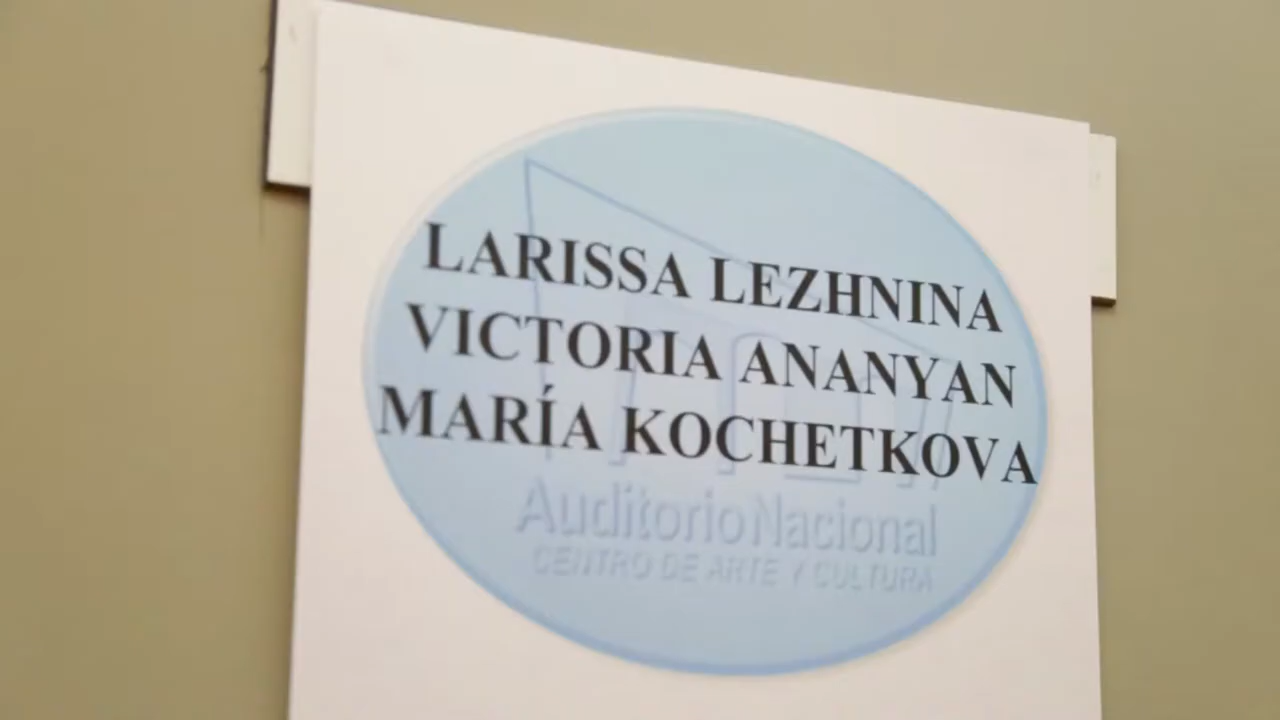 LARISSA LEZHNINA
VICTORIA ANANYAN
MARÍA KOCHETKOVA
Auditorio Nacional
CENTRO DE ARTE Y CULTURA